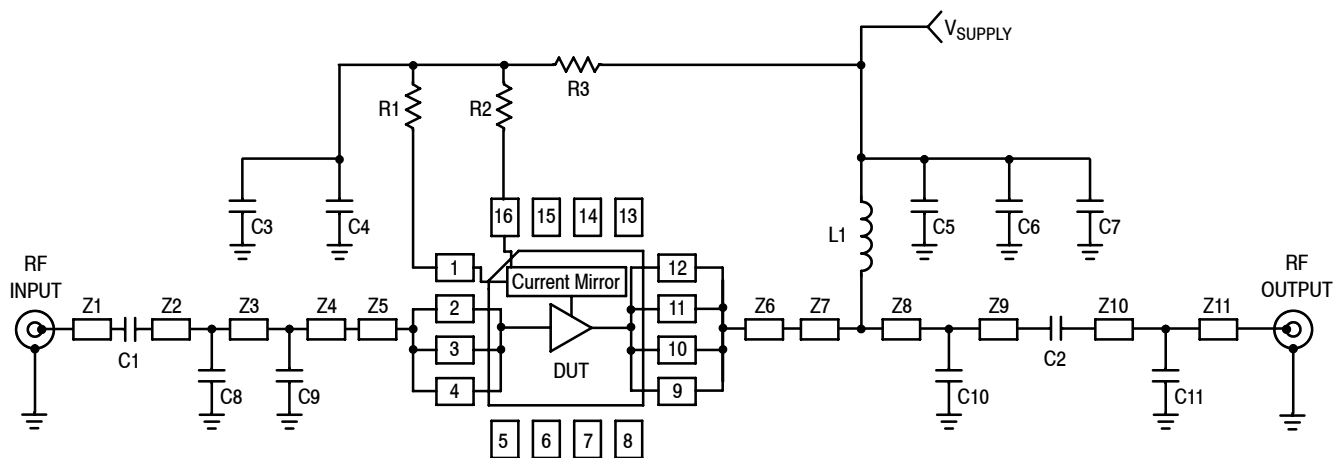 VSUPPLY
R3
R1
R2
C3
C4
16
15
14
13
L1
C5
C6
C7
RF
INPUT
1
Current Mirror
12
RF
OUTPUT
Z1
Z2
Z3
Z4
Z5
2
11
Z6
Z7
Z8
Z9
Z10
Z11
3
10
C1
DUT
C2
4
9
C8
C9
C10
C11
5
6
7
8